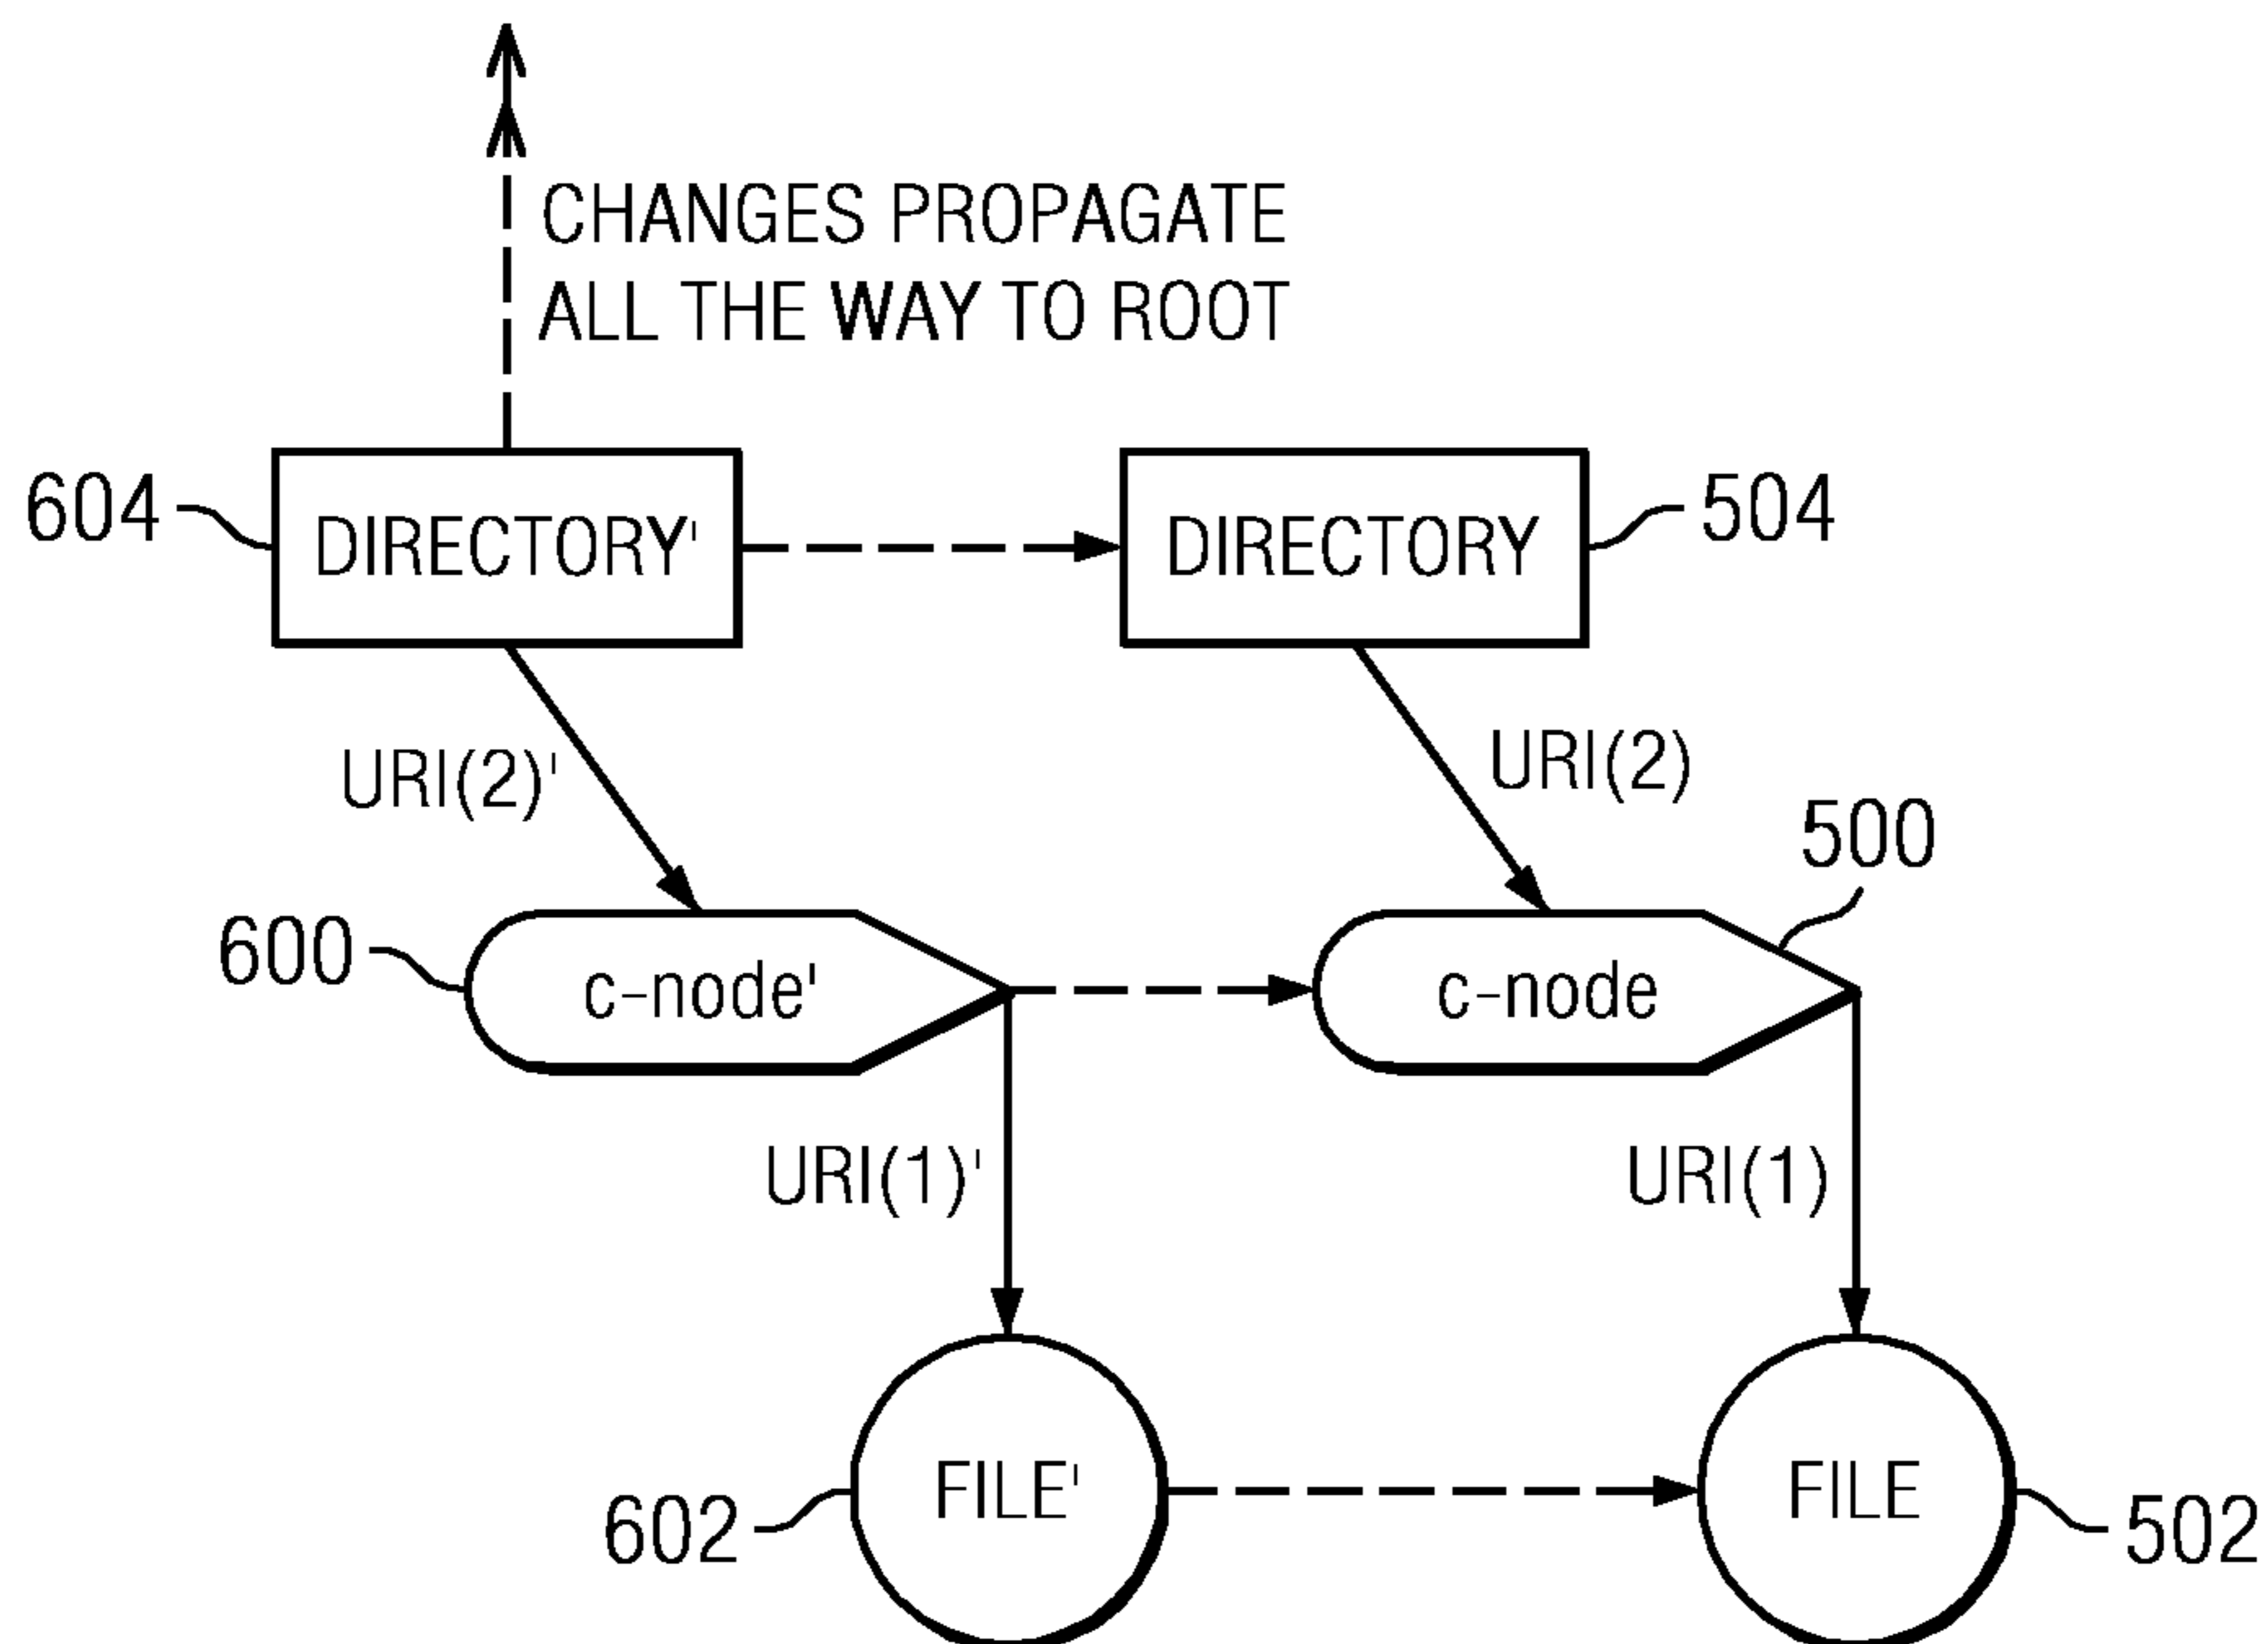 CHANGES PROPAGATE
ALL THE WAY TO ROOT
604
DIRECTORY'
DIRECTORY
504
URI(2)'
URI(2)
500
600
c-node'
c-node
URI(1)'
URI(1)
FILE'
FILE
602
502